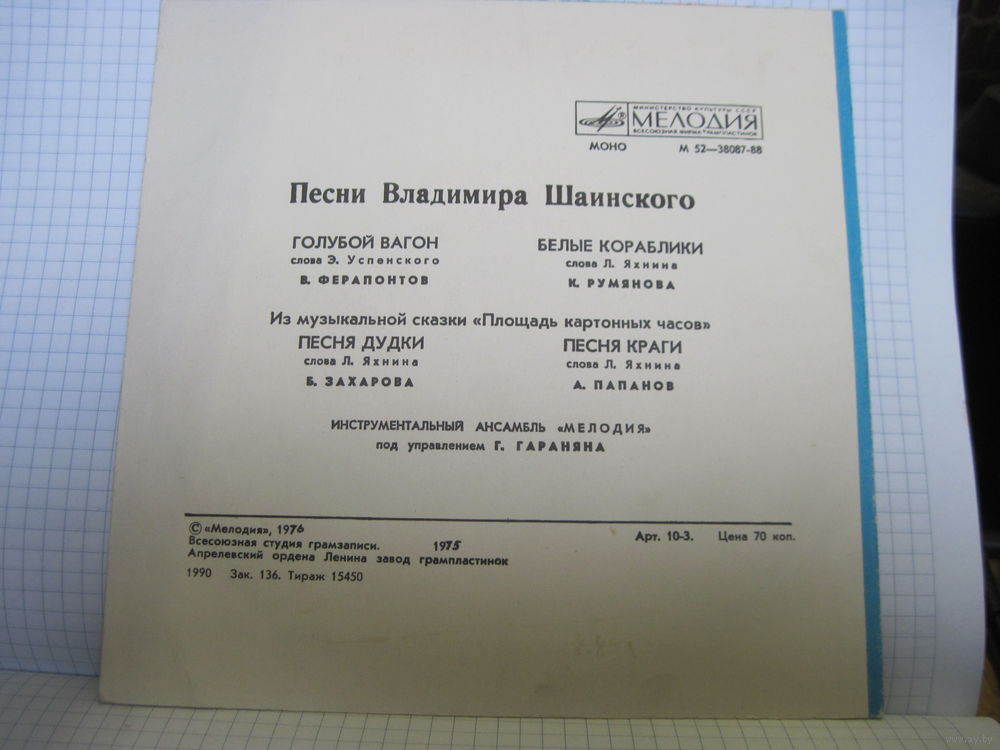 МИНИСТЕРСТВО КУЛЬТУРЫ СССР
МЕЛОДИЯ
ВСЕСОЮЗНАЯ ФИРМА ГРАМПЛАСТИНОК
МОНО М 52—38087-88
Песни Владимира Шаинского
ГОЛУБОЙ ВАГОН
слова Э. Успенского
В. ФЕРАПОНТОВ
БЕЛЫЕ КОРАБЛИКИ
слова Л. Яхнина
К. РУМЯНОВА
Из музыкальной сказки «Площадь картонных часов»
ПЕСНЯ ДУДКИ
слова Л. Яхнина
Б. ЗАХАРОВА
ПЕСНЯ КРАГИ
слова Л. Яхнина
А. ПАПАНОВ
ИНСТРУМЕНТАЛЬНЫЙ АНСАМБЛЬ «МЕЛОДИЯ»
под управлением Г. ГАРАНЯНА
© «Мелодия», 1976
Всесоюзная студия грамзаписи. 1975
Апрелевский ордена Ленина завод грампластинок
1990 Зак. 136. Тираж 15450
Арт. 10-3. Цена 70 коп.
www.ay.by